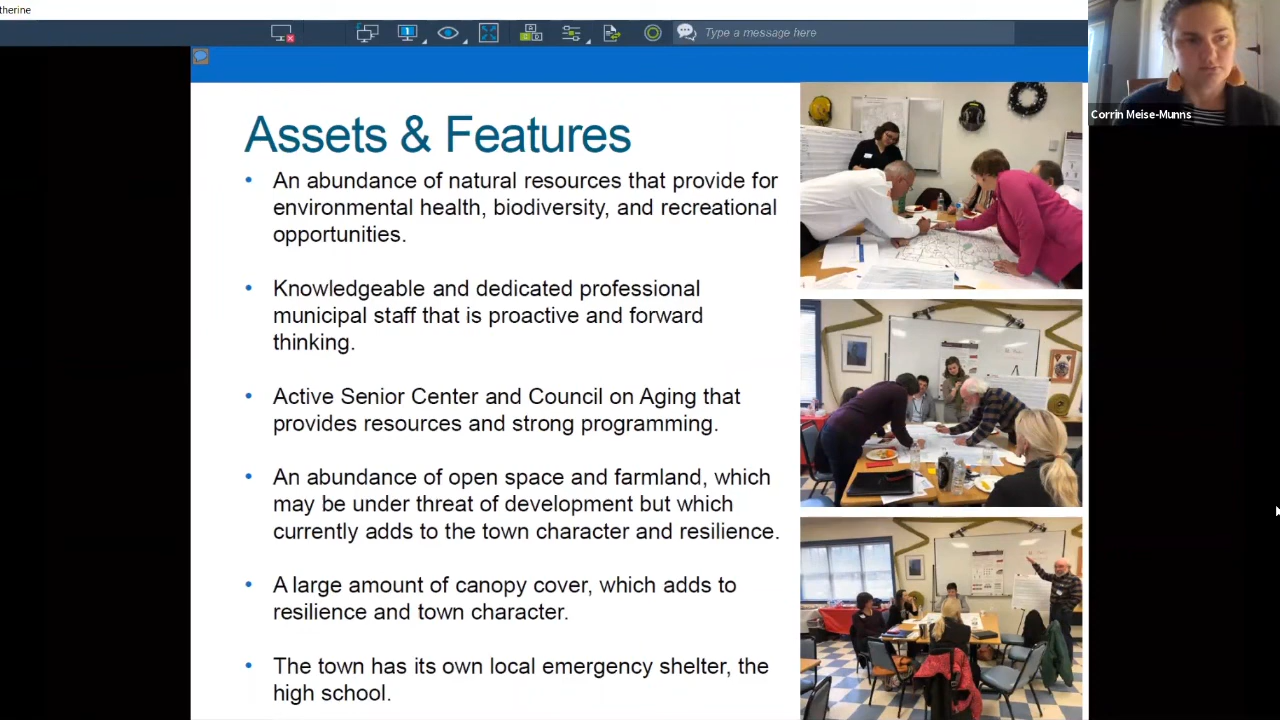 therine
Type a message here
Corrin Meise-Munns
Assets & Features
• An abundance of natural resources that provide for
environmental health, biodiversity, and recreational
opportunities.
• Knowledgeable and dedicated professional
municipal staff that is proactive and forward
thinking.
• Active Senior Center and Council on Aging that
provides resources and strong programming.
• An abundance of open space and farmland, which
may be under threat of development but which
currently adds to the town character and resilience.
• A large amount of canopy cover, which adds to
resilience and town character.
• The town has its own local emergency shelter, the
high school.